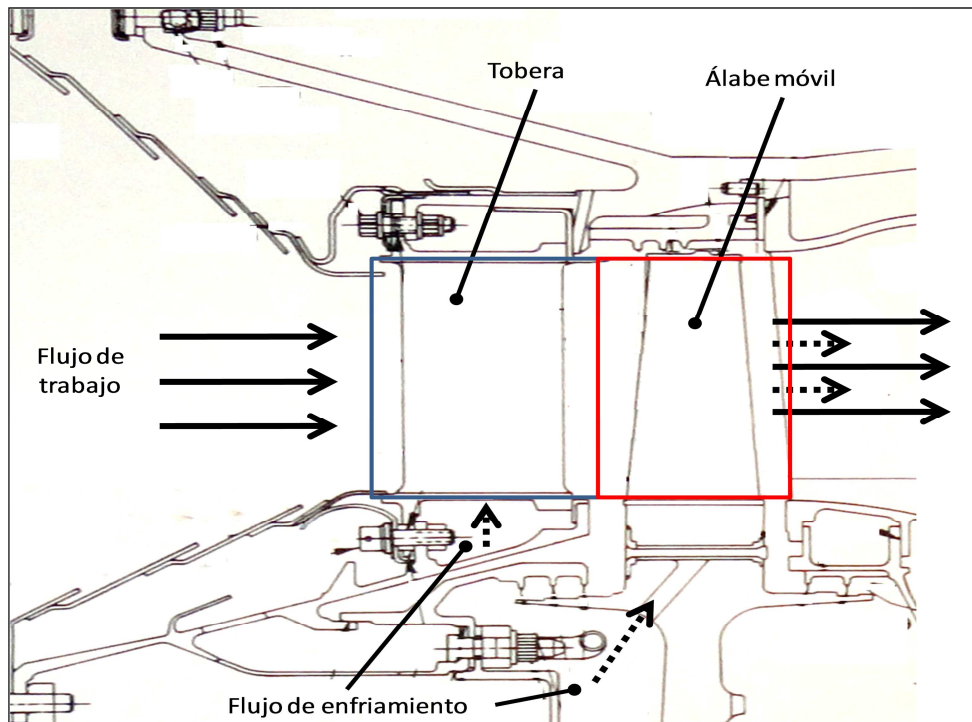 Tobera
Álabe móvil
Flujo de
trabajo
Flujo de enfriamiento